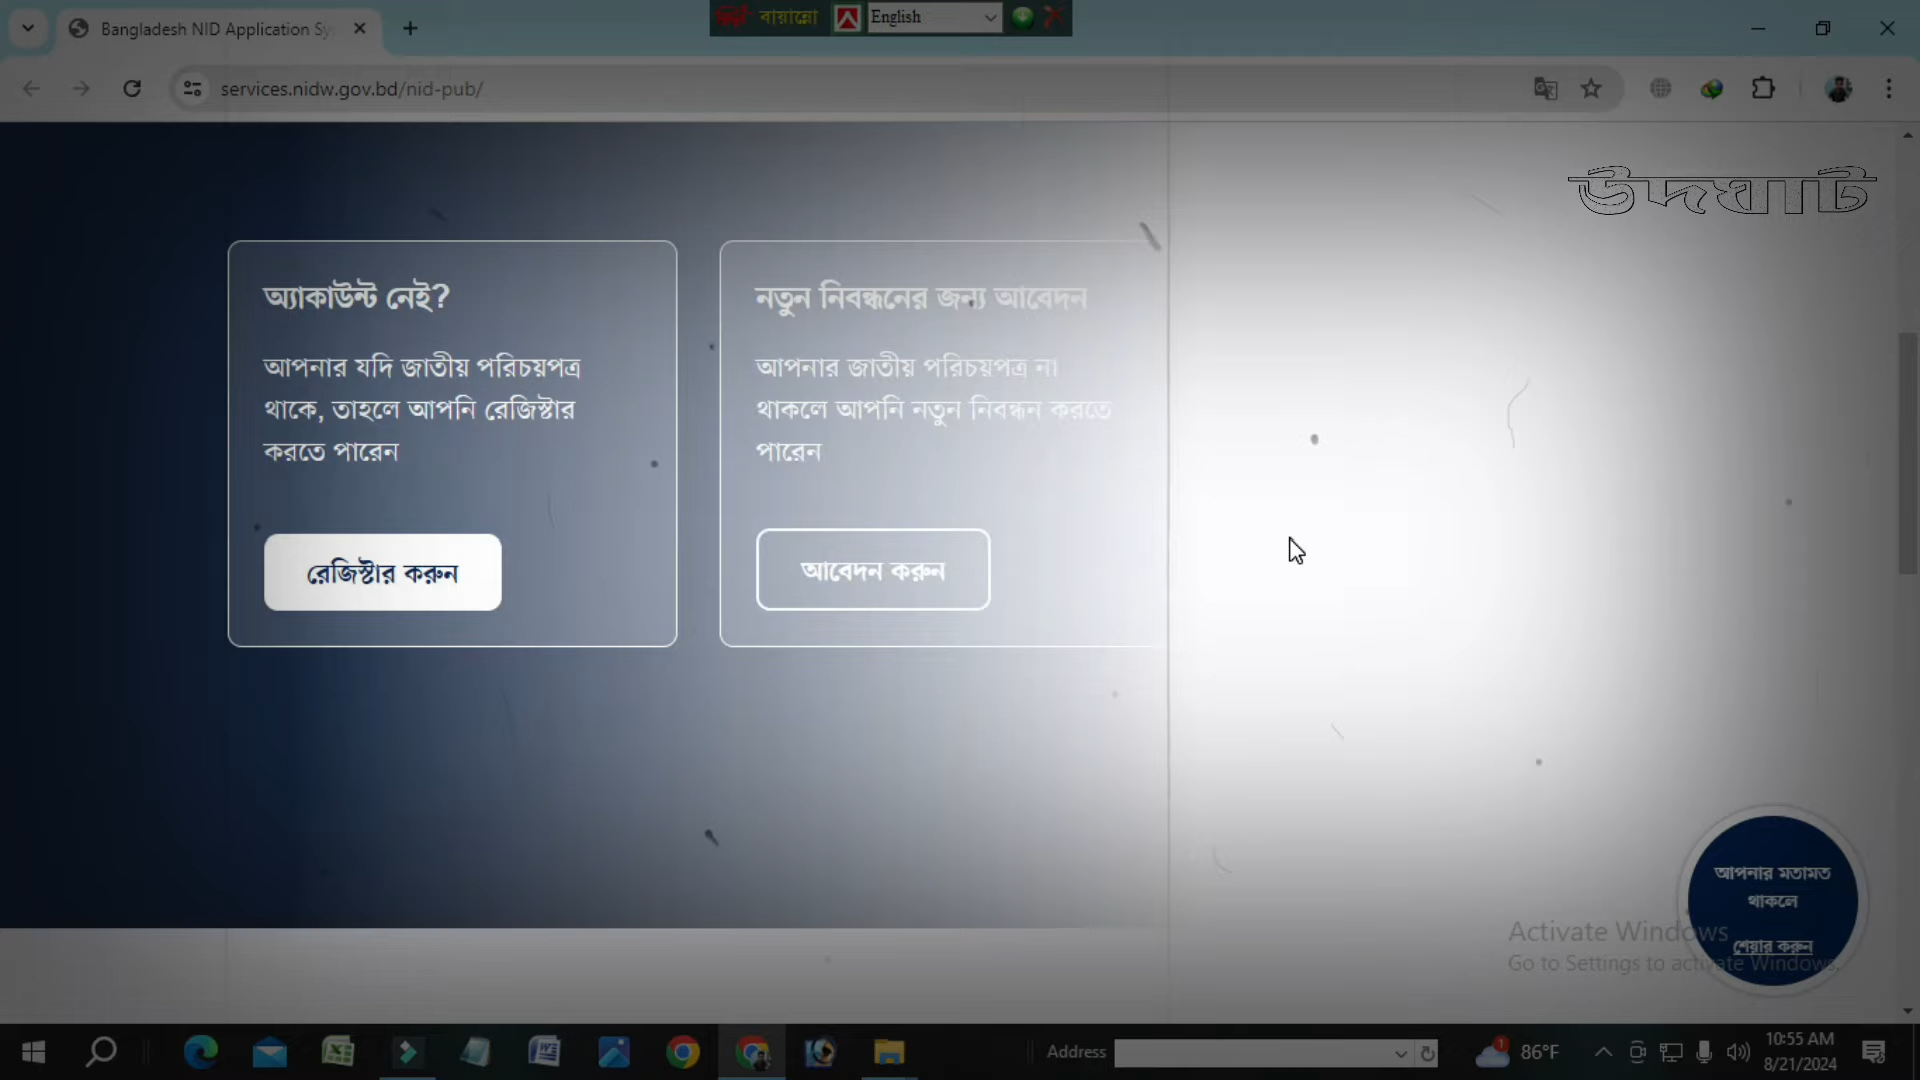 Bangladesh NID Application Sy
বায়ান্নো
English
services.nidw.gov.bd/nid-pub/
উদঘাট
অ্যাকাউন্ট নেই?
আপনার যদি জাতীয় পরিচয়পত্র
থাকে, তাহলে আপনি রেজিস্টার
করতে পারেন
রেজিস্টার করুন
নতুন নিবন্ধনের জন্য আবেদন
আপনার জাতীয় পরিচয়পত্র না
থাকলে আপনি নতুন নিবন্ধন করতে
পারেন
আবেদন করুন
আপনার মতামত
থাকলে
শেয়ার করুন
Activate Windows
Go to Settings to activate Windows.
Address
1
86°F
10:55 AM
8/21/2024